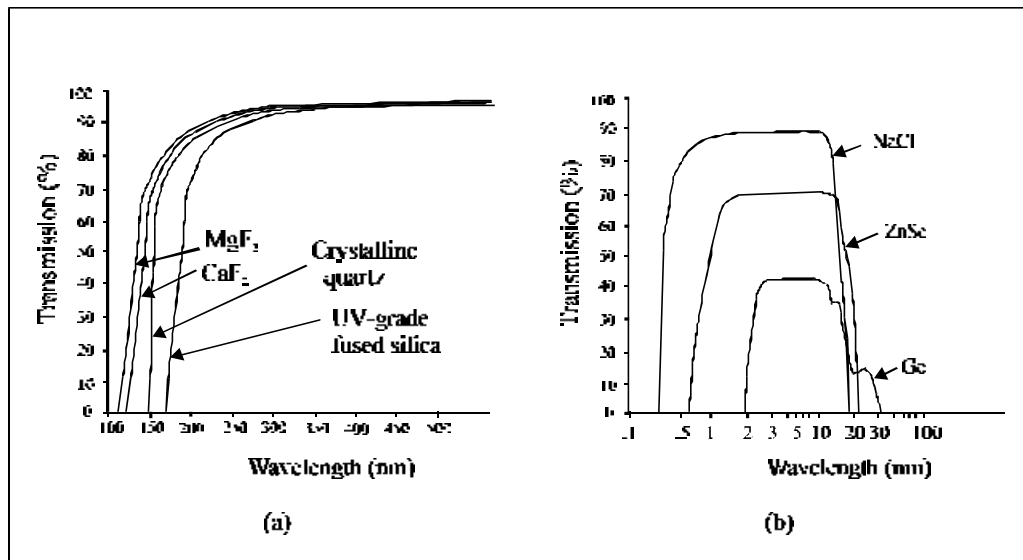 100
90
80
70
60
50
40
30
20
10
0
Transmission (%)
MgF₂
CaF₂
Crystalline
quartz
UV-grade
fused silica
100 150 200 250 300 350 400 450 500
Wavelength (nm)
(a)
100
90
80
70
60
50
40
30
20
10
0
Transmission (%)
NaCl
ZnSe
Ge
.1 .5 1 2 3 5 10 20 30 100
Wavelength (nm)
(b)